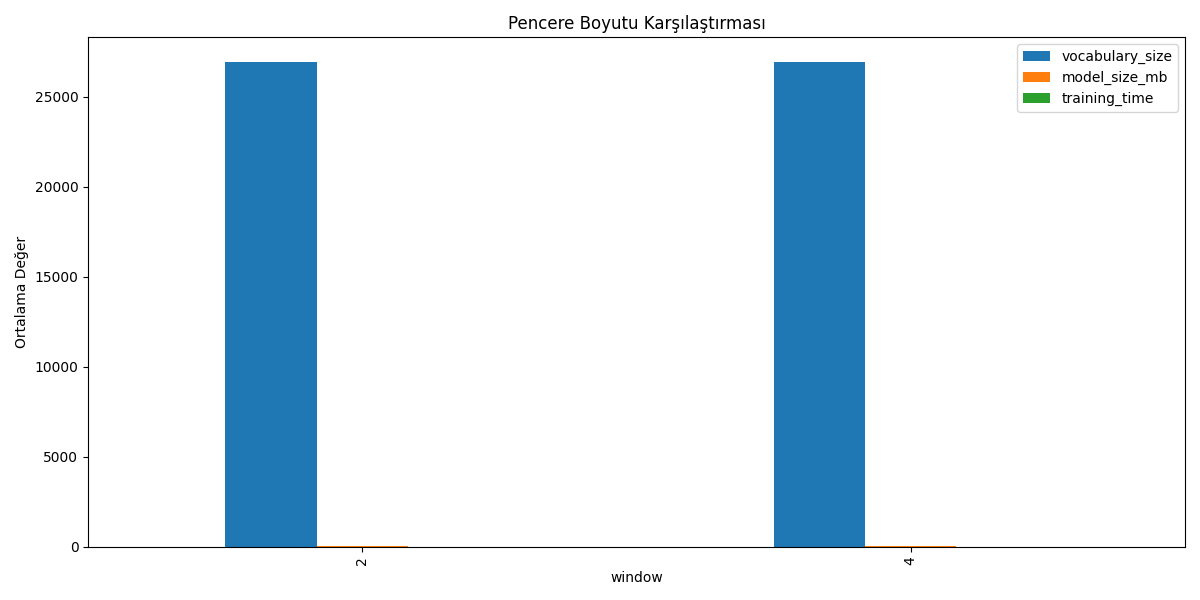 Pencere Boyutu Karşılaştırması
vocabulary_size
model_size_mb
training_time
Ortalama Değer
25000
20000
15000
10000
5000
0
2
4
window